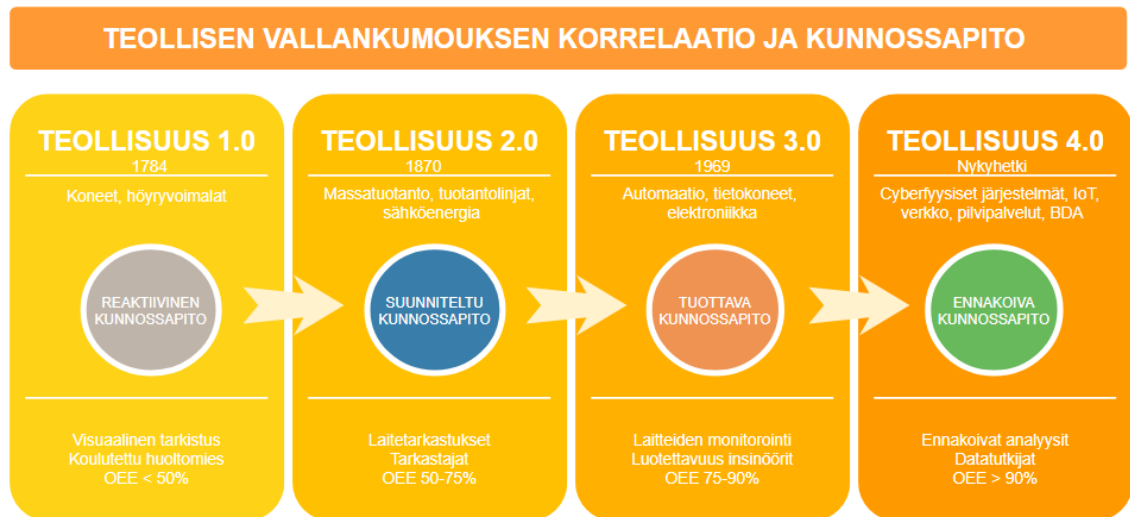 TEOLLISEN VALLANKUMOUKSEN KORRELAATIO JA KUNNOSSAPITO
TEOLLISUUS 1.0
1784
Koneet, höyryvoimalat
REAKTIIVINEN
KUNNOSSAPITO
Visuaalinen tarkistus
Koulutettu huoltomies
OEE < 50%
TEOLLISUUS 2.0
1870
Massatuotanto, tuotantolinjat,
sähköenergia
SUUNNITELTU
KUNNOSSAPITO
Laitetarkastukset
Tarkastajat
OEE 50-75%
TEOLLISUUS 3.0
1969
Automaatio, tietokoneet,
elektroniikka
TUOTTAVA
KUNNOSSAPITO
Laitteiden monitorointi
Luotettavuus insinöörit
OEE 75-90%
TEOLLISUUS 4.0
Nykyhetki
Cyberfyysiset järjestelmät, IoT,
verkko, pilvipalvelut, BDA
ENNAKOIVA
KUNNOSSAPITO
Ennakoivat analyysit
Datatutkijat
OEE > 90%